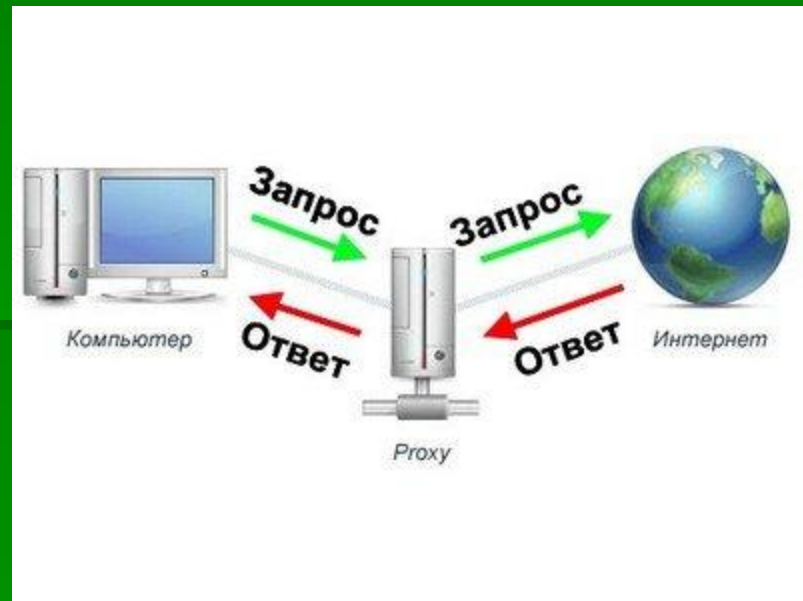 Запрос
Запрос
Компьютер
Ответ
Ответ
Интернет
Proxy